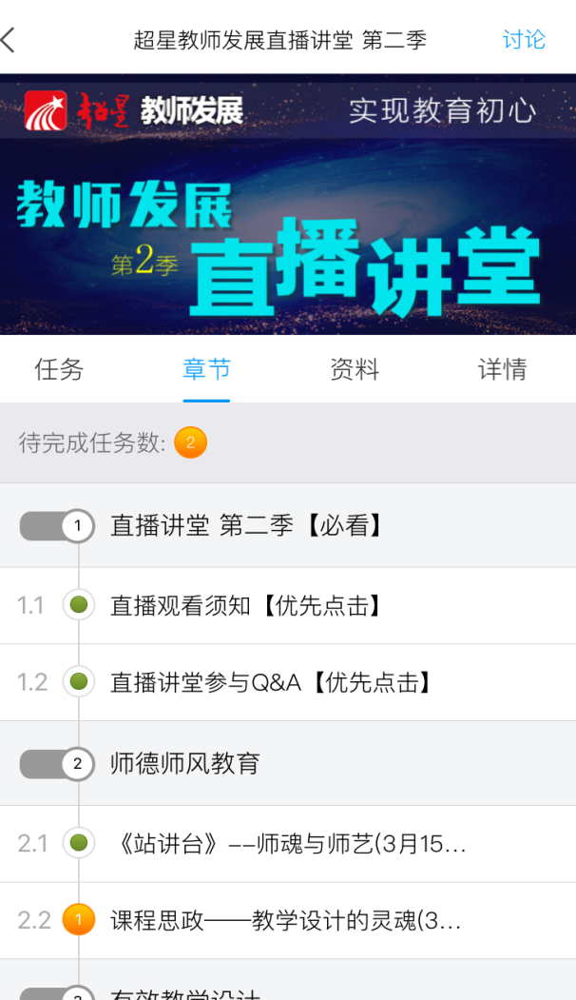 超星教师发展直播讲堂 第二季
讨论
超星 教师发展
实现教育初心
教师发展
第2季 直播讲堂
任务 章节 资料 详情
待完成任务数: 2
1 直播讲堂 第二季【必看】
1.1 直播观看须知【优先点击】
1.2 直播讲堂参与Q&A【优先点击】
2 师德师风教育
2.1 《站讲台》--师魂与师艺(3月15...
2.2 1 课程思政——教学设计的灵魂(3...
有效教学设计